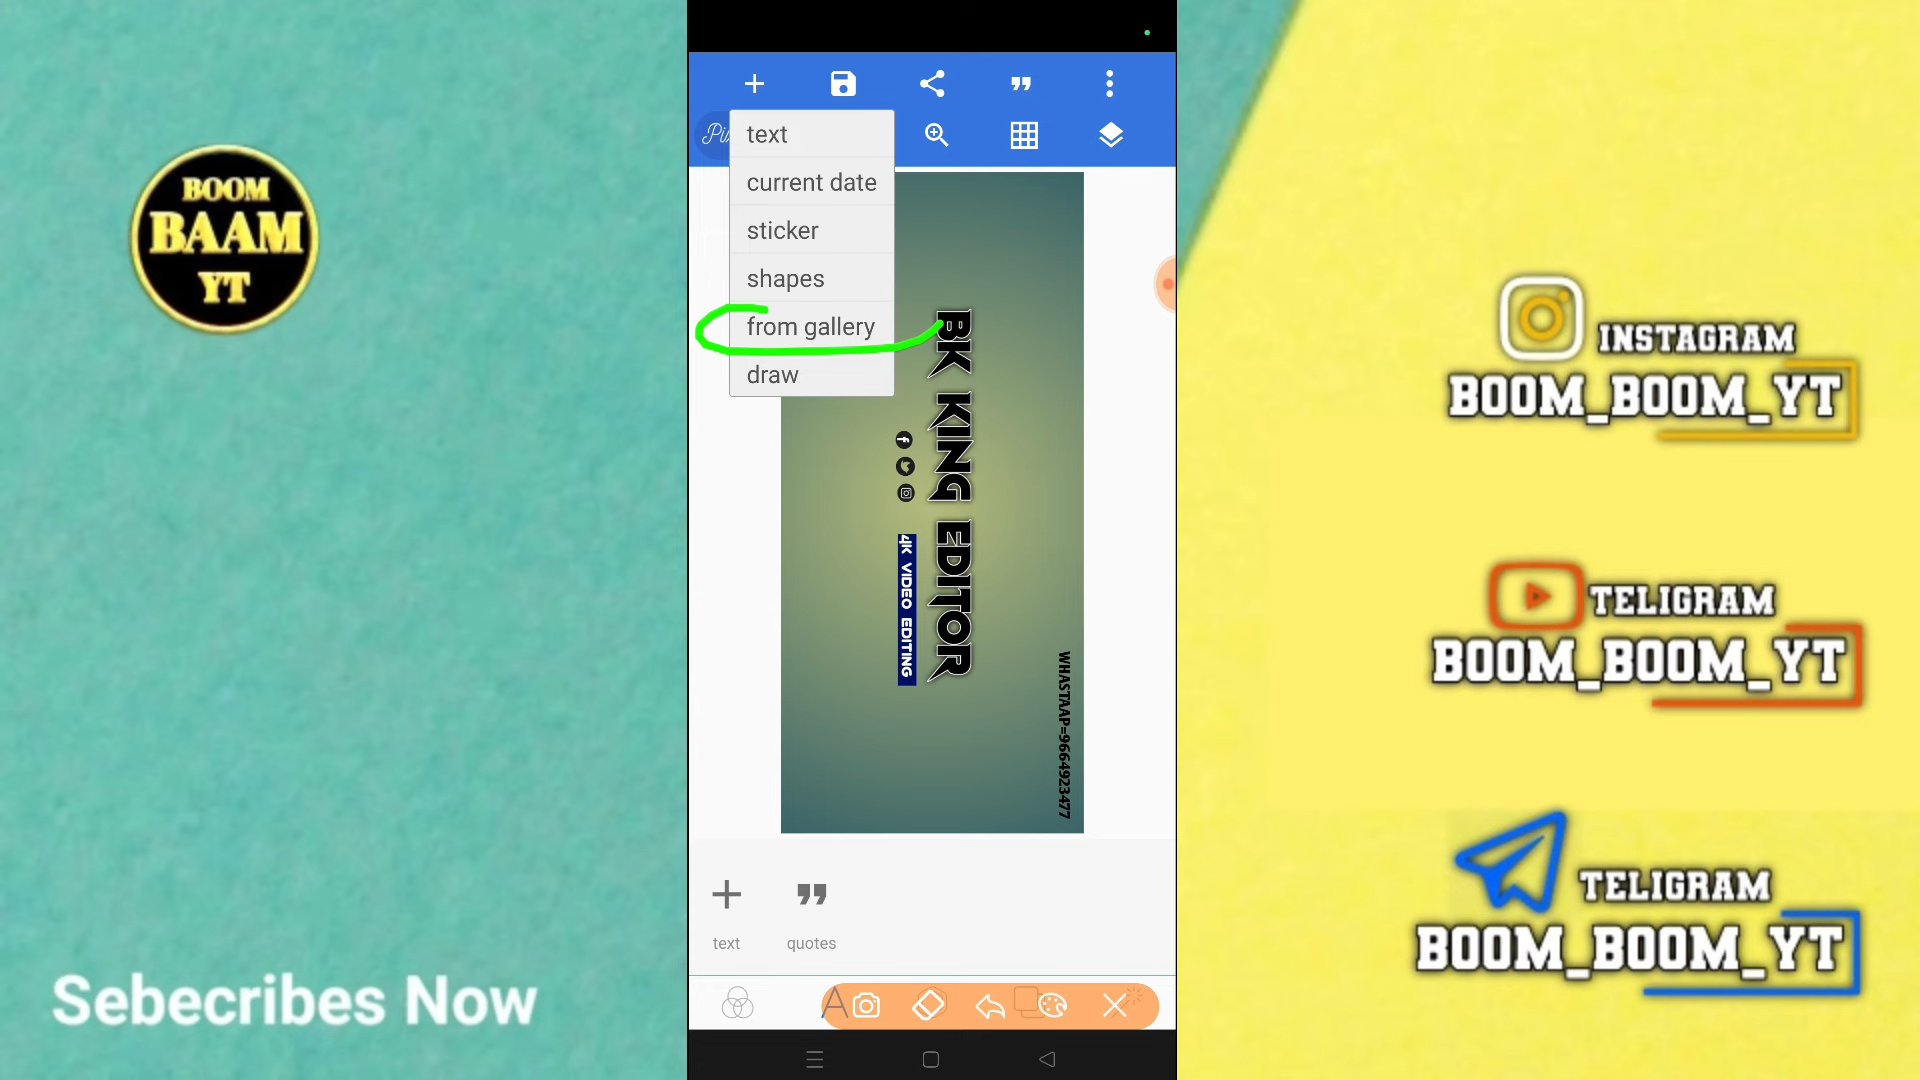 BOOM
BAAM
YT
Sebecribes Now
text
current date
sticker
shapes
from gallery
draw
BK KING EDITOR
4K VIDEO EDITING
WHASTAAP=9664923477
text
quotes
INSTAGRAM
BOOM_BOOM_YT
TELIGRAM
BOOM_BOOM_YT
TELIGRAM
BOOM_BOOM_YT